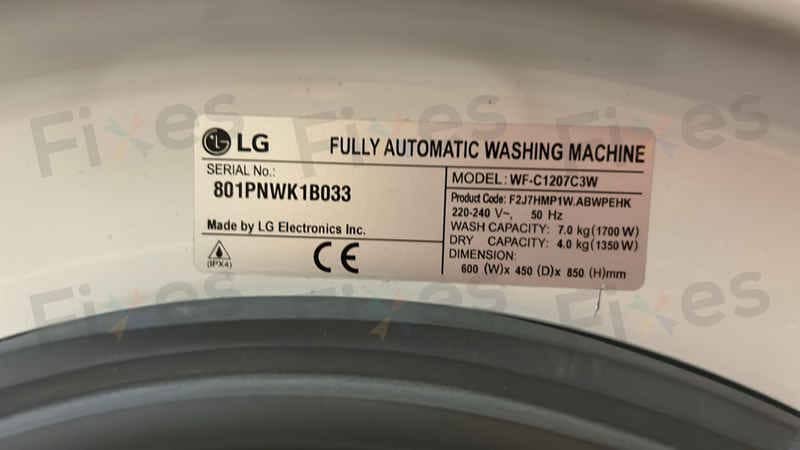 LG FULLY AUTOMATIC WASHING MACHINE
SERIAL No.:
801PNWK1B033
Made by LG Electronics Inc.
(IPX4) CE
MODEL: WF-C1207C3W
Product Code: F2J7HMP1W.ABWPEHK
220-240 V~, 50 Hz
WASH CAPACITY: 7.0 kg(1700 W)
DRY CAPACITY: 4.0 kg(1350 W)
DIMENSION:
600 (W)x 450 (D)x 850 (H)mm
Fixes Fixes Fixes
Fixes Fixes Fixes